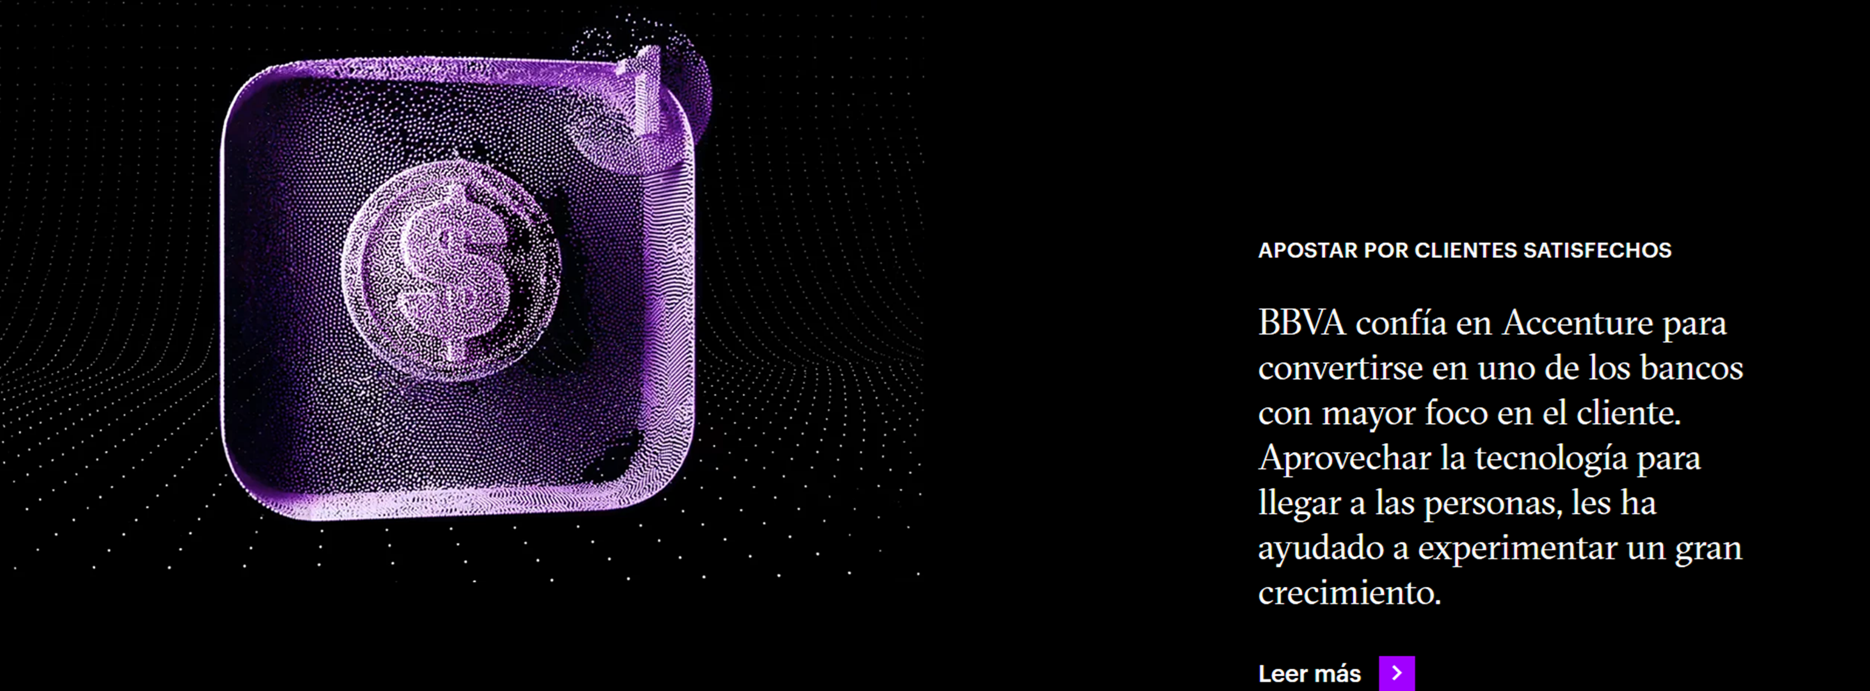 1
$
APOSTAR POR CLIENTES SATISFECHOS
BBVA confía en Accenture para
convertirse en uno de los bancos
con mayor foco en el cliente.
Aprovechar la tecnología para
llegar a las personas, les ha
ayudado a experimentar un gran
crecimiento.
Leer más